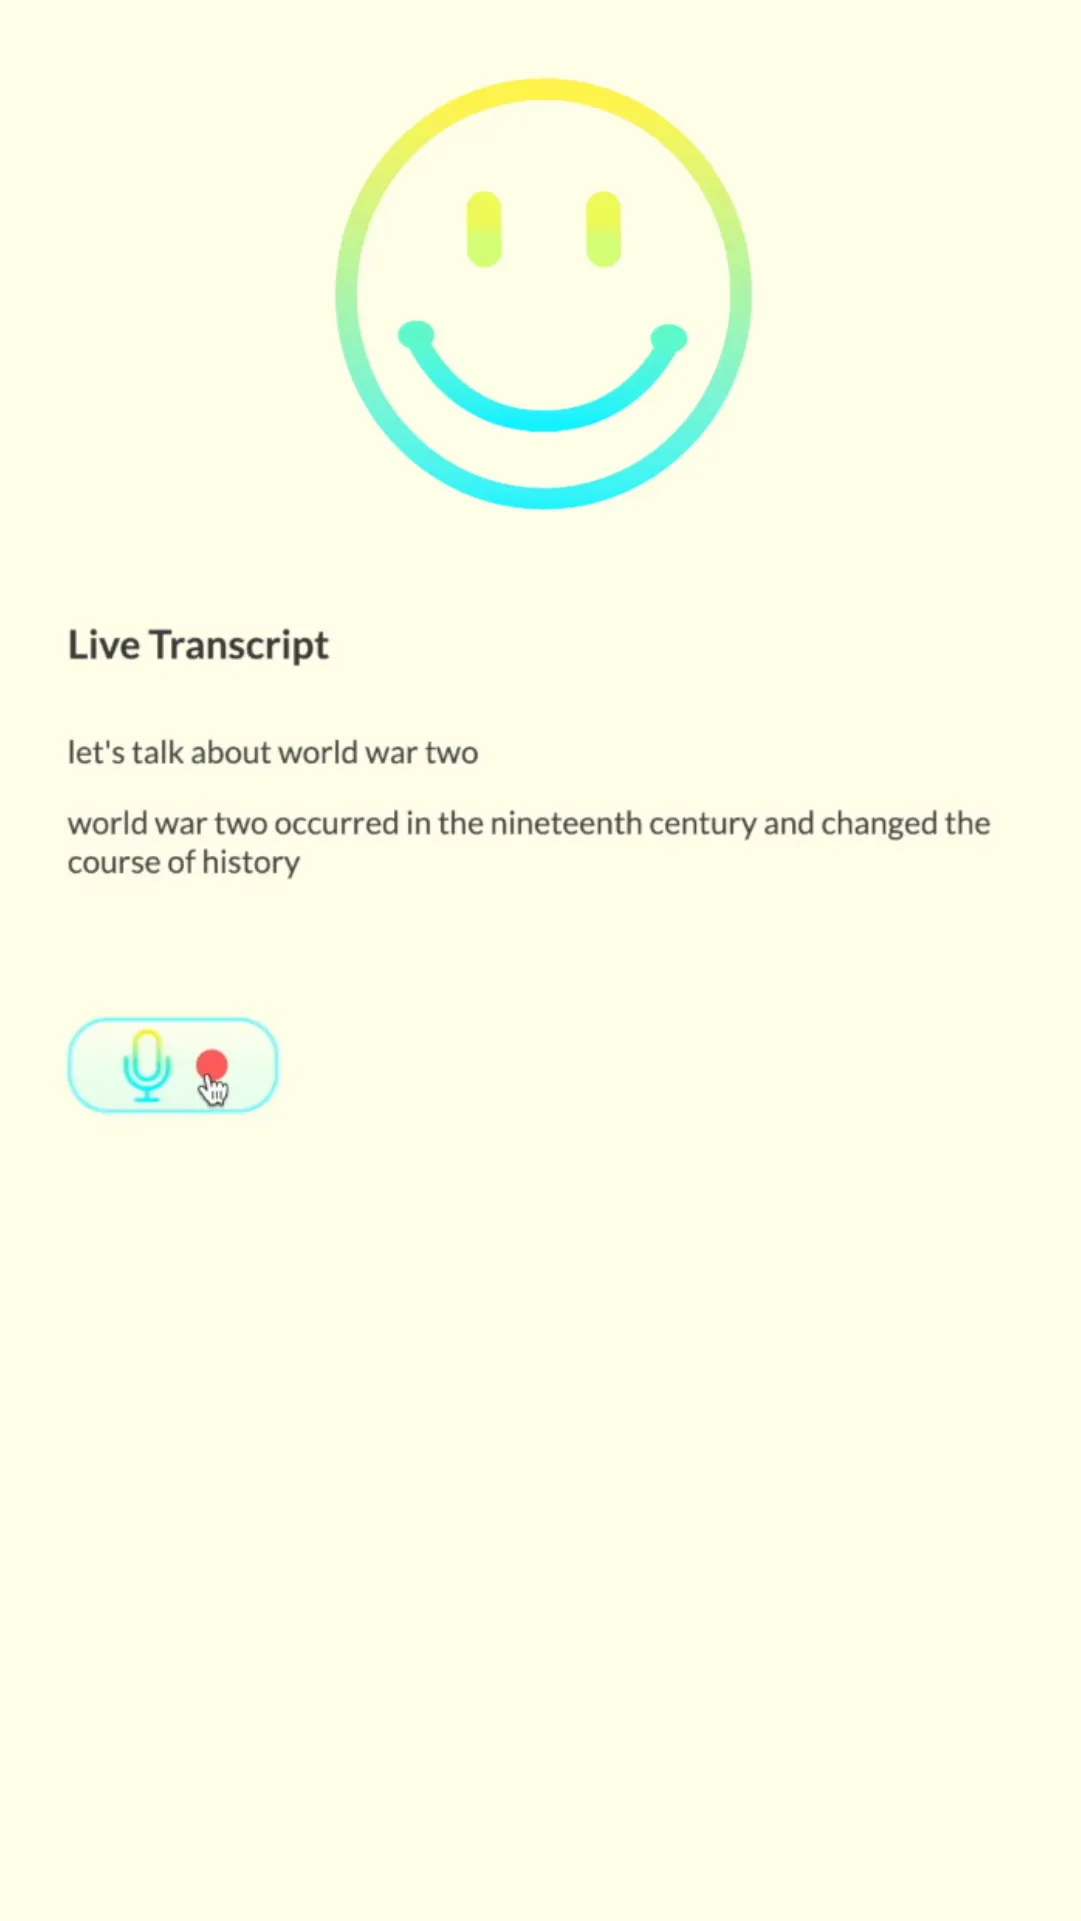 Live Transcript
let's talk about world war two
world war two occurred in the nineteenth century and changed the
course of history